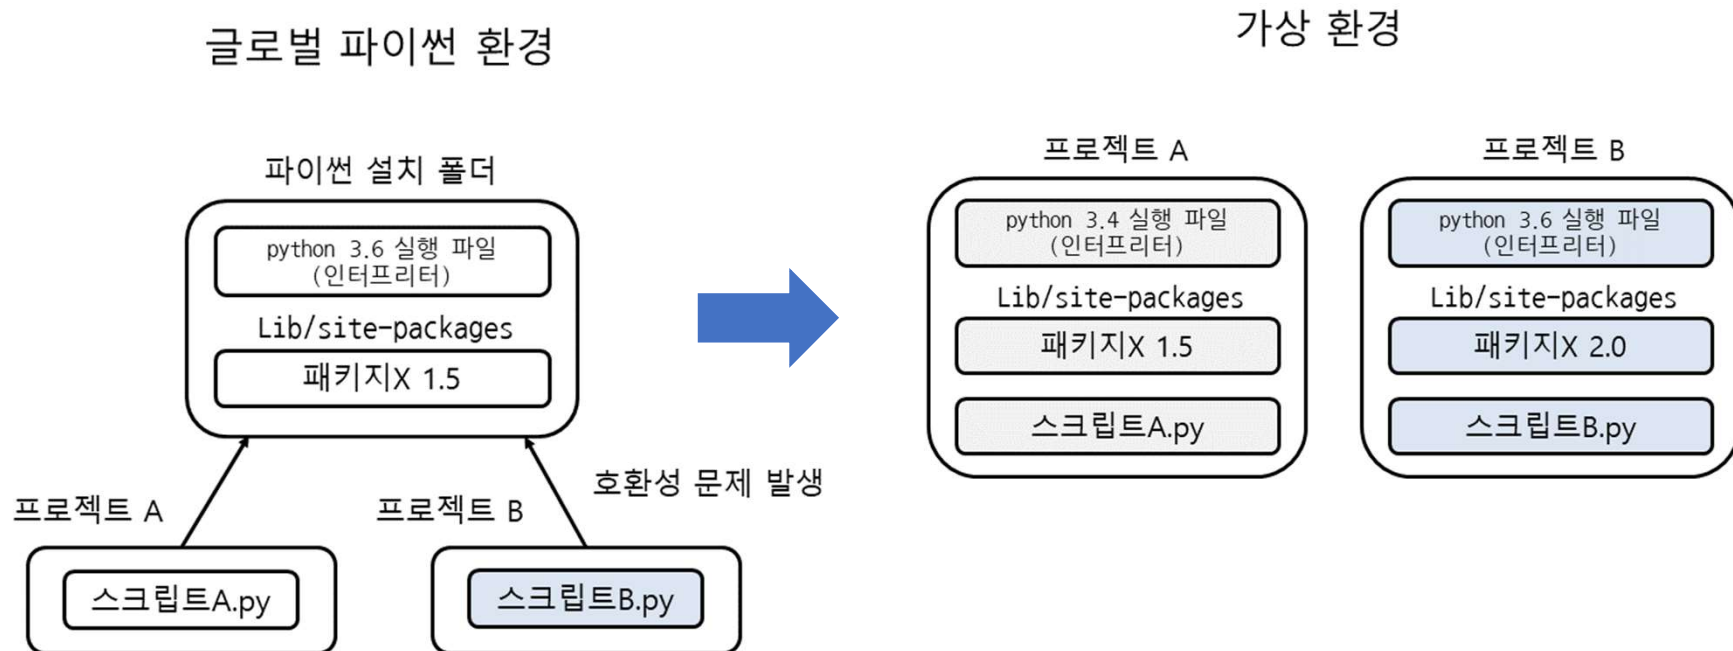 글로벌 파이썬 환경
파이썬 설치 폴더
python 3.6 실행 파일
(인터프리터)
Lib/site-packages
패키지X 1.5
호환성 문제 발생
프로젝트 A
프로젝트 B
스크립트A.py
스크립트B.py
가상 환경
프로젝트 A
python 3.4 실행 파일
(인터프리터)
Lib/site-packages
패키지X 1.5
스크립트A.py
프로젝트 B
python 3.6 실행 파일
(인터프리터)
Lib/site-packages
패키지X 2.0
스크립트B.py